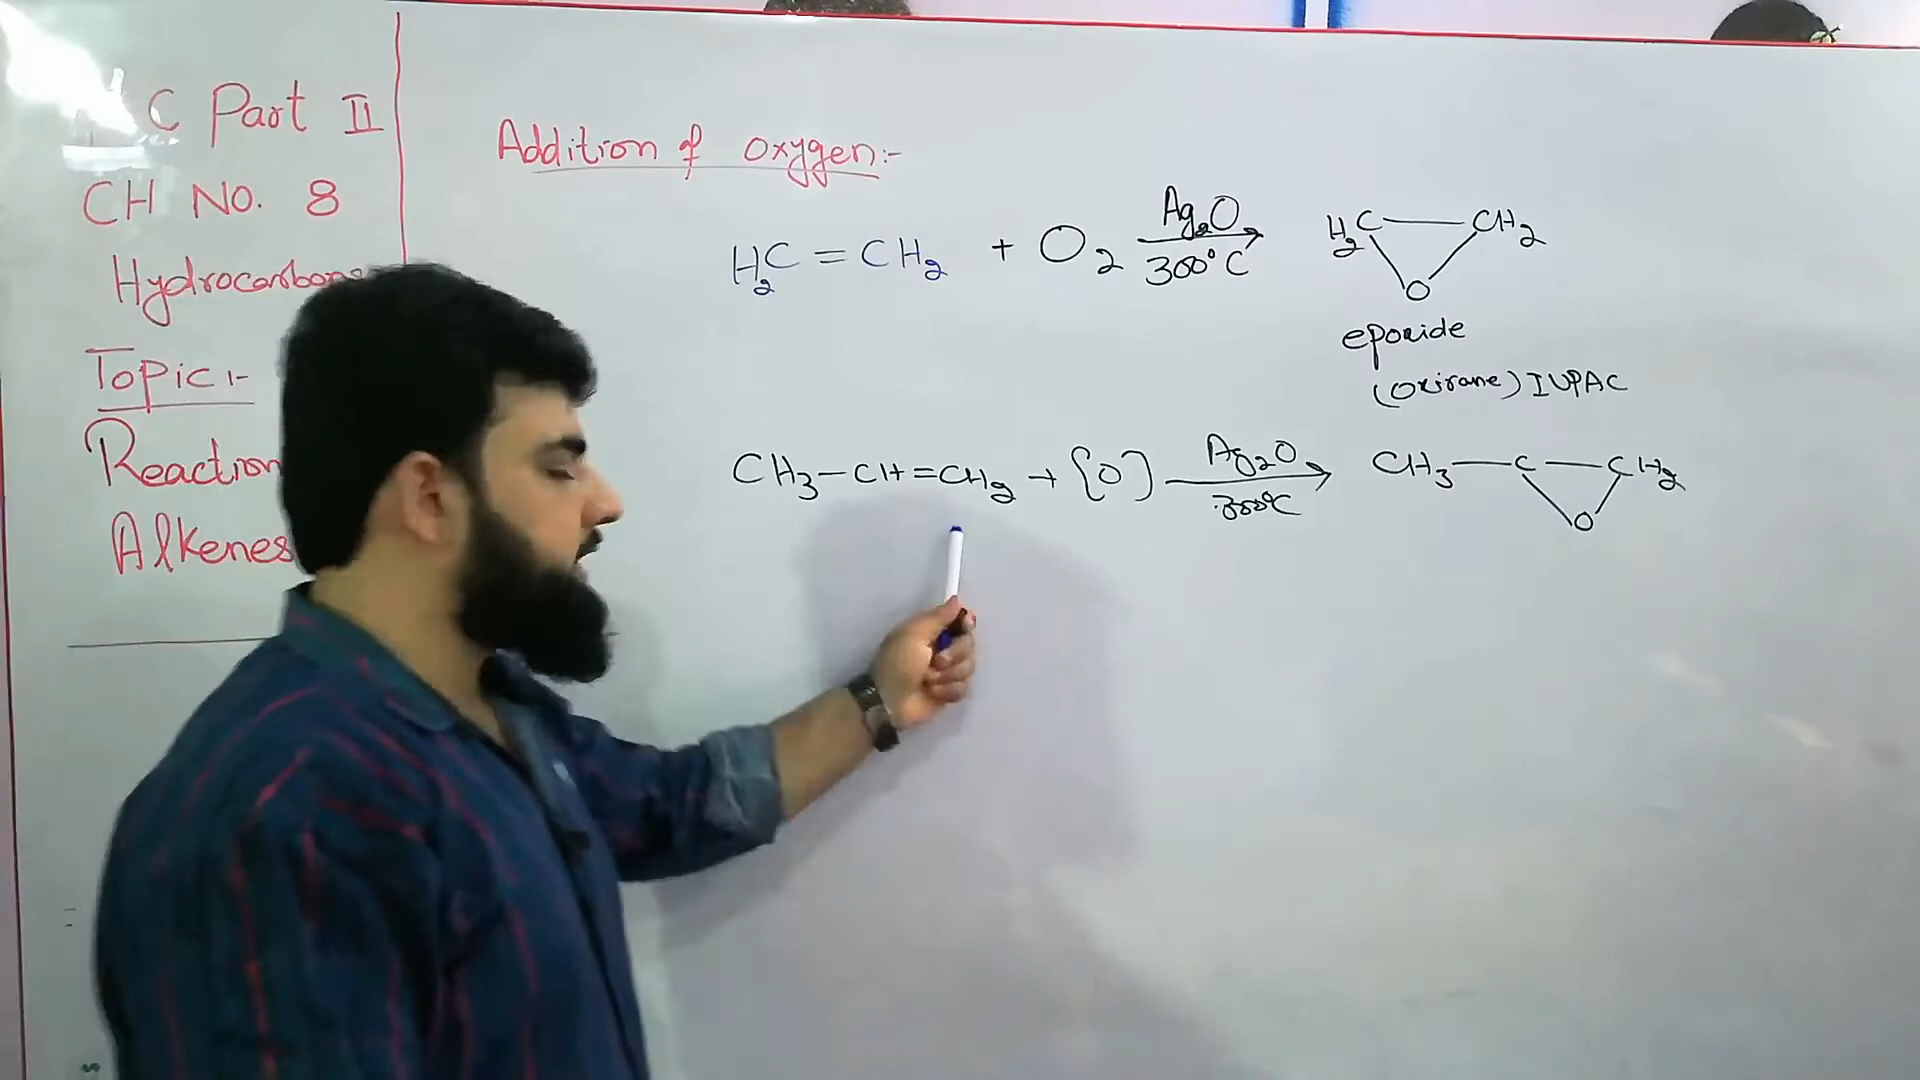 C Part II
CH NO. 8
Hydrocarbons
Topic:-
Reaction
Alkenes
Addition of oxygen:-
H₂C = CH₂ + O₂ Ag₂O 300°C H₂C — CH₂ O
epoxide
(oxirane) IUPAC
CH₃ — CH = CH₂ + [O] Ag₂O 300°C CH₃ — C — CH₂ O